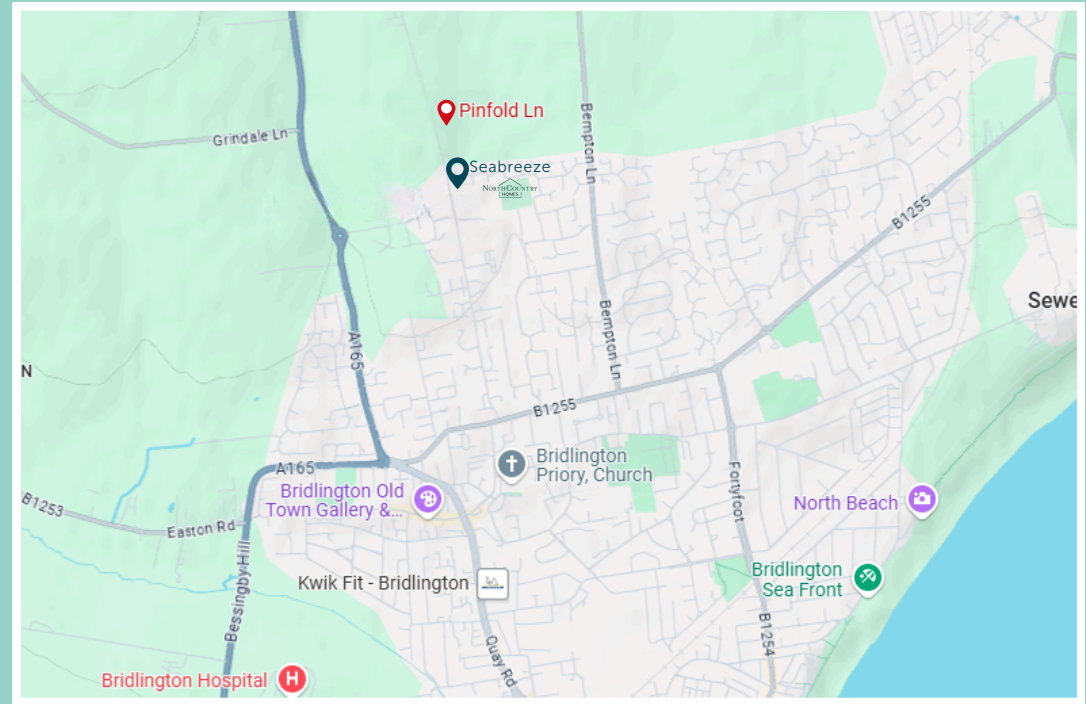 Pinfold Ln
Bempton Ln
Grindale Ln
Seabreeze
NORTH COUNTRY
HOMES
B1255
Sewe
A165
Bempton Ln
N
B1255
A165
Bridlington
Priory, Church
Bridlington Old
Town Gallery &...
Fortyfoot
North Beach
B1253
Easton Rd
Bessingby Hill
Kwik Fit - Bridlington
Bridlington
Sea Front
B1254
Quay Rd
Bridlington Hospital
H